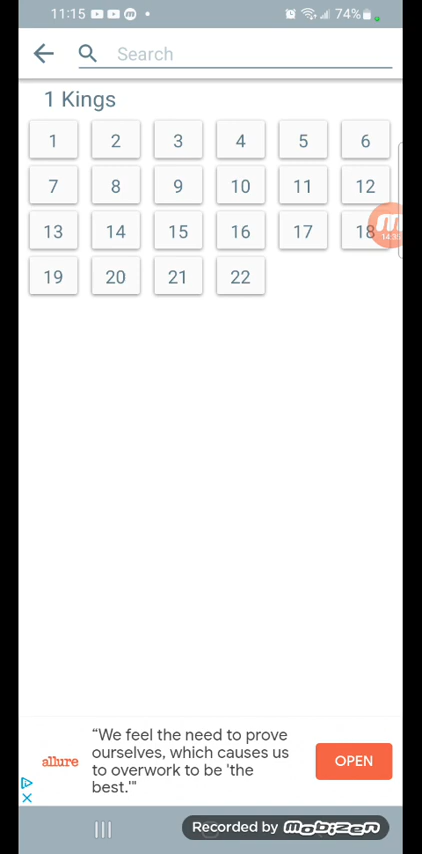 11:15
74%
Search
1 Kings
1 2 3 4 5 6
7 8 9 10 11 12
13 14 15 16 17 18
14:5
19 20 21 22
“We feel the need to prove
ourselves, which causes us
to overwork to be 'the
best.'"
allure
OPEN
Recorded by mobizen